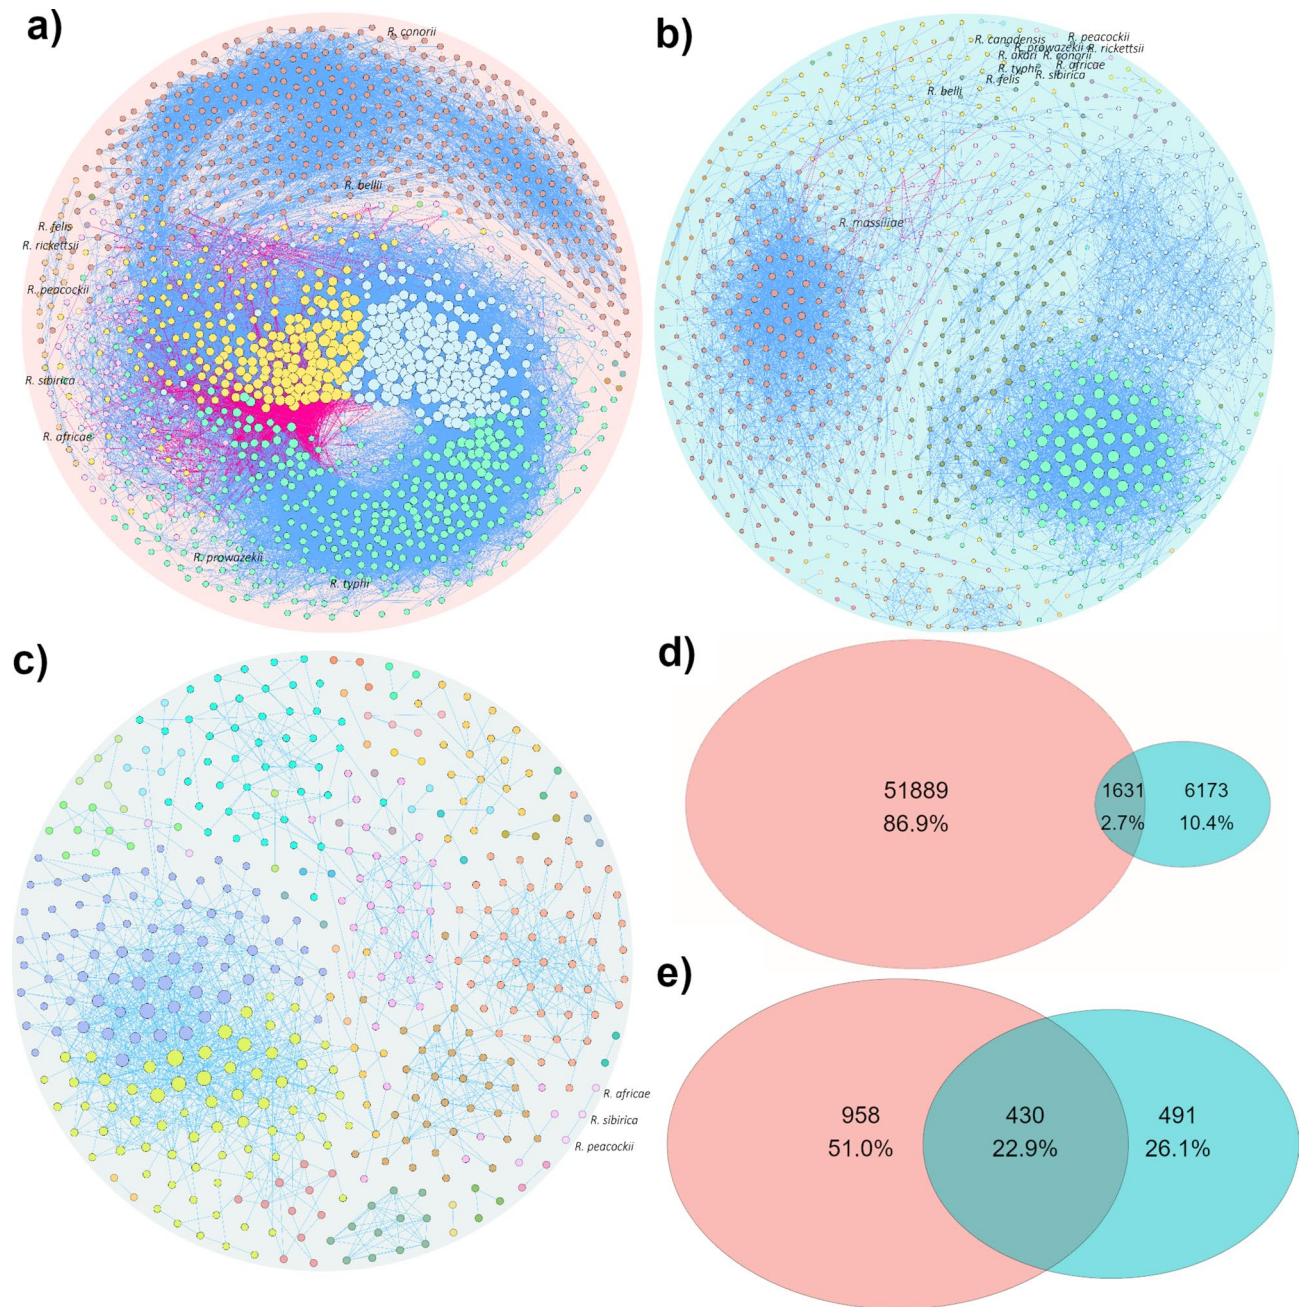 a)
R. conorii
R. bellii
R. felis
R. rickettsii
R. peacockii
R. sibirica
R. africae
R. prowazekii
R. typhi
b)
R. peacockii
R. canadensis
R. prowazekii R. rickettsii
R. akari R. conorii
R. typhi R. africae
R. felis R. sibirica
R. belli
R. massiliae
c)
R. africae
R. sibirica
R. peacockii
d)
51889 1631 6173
86.9% 2.7% 10.4%
e)
958 430 491
51.0% 22.9% 26.1%